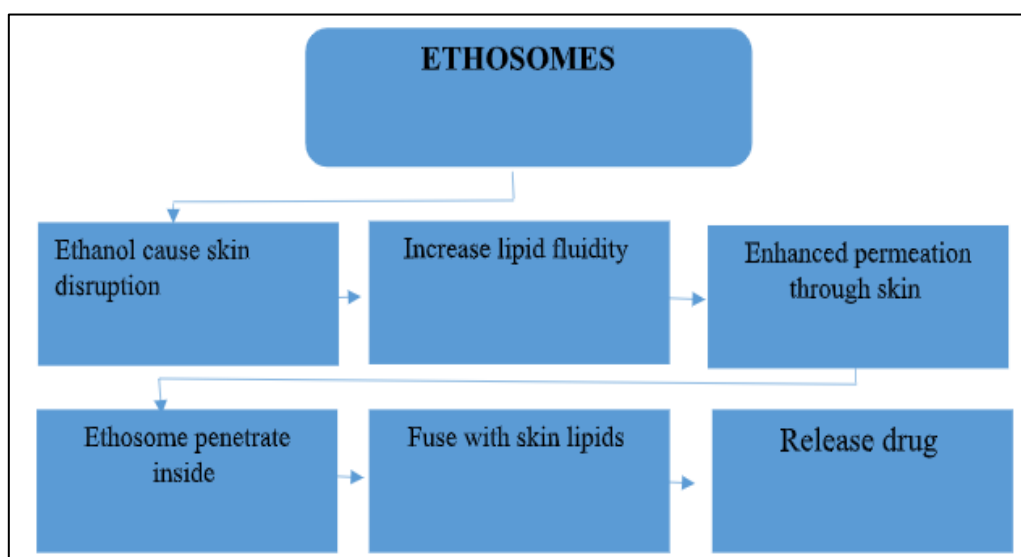 ETHOSOMES
Ethanol cause skin
disruption
Increase lipid fluidity
Enhanced permeation
through skin
Ethosome penetrate
inside
Fuse with skin lipids
Release drug